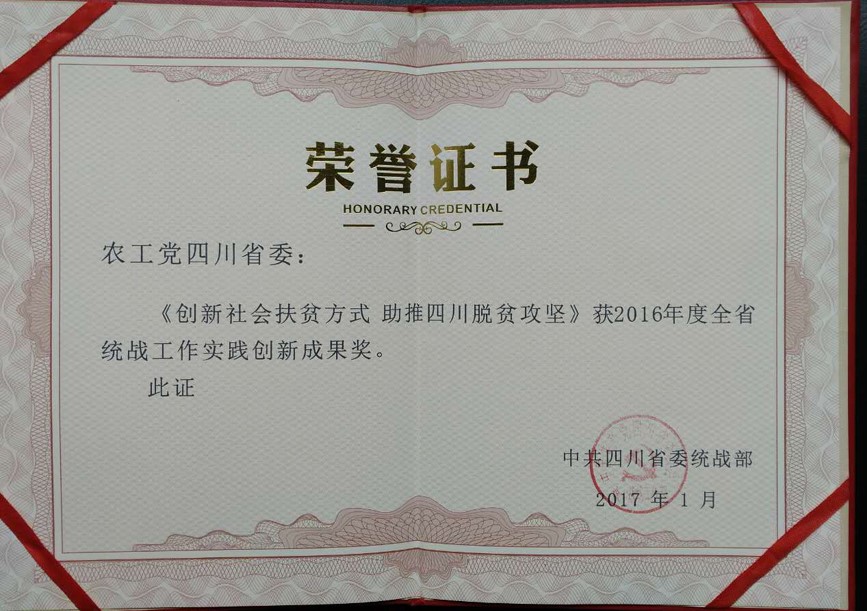 荣誉证书
HONORARY CREDENTIAL
农工党四川省委：
《创新社会扶贫方式 助推四川脱贫攻坚》获2016年度全省
统战工作实践创新成果奖。
此证
中共四川省委统战部
2017 年 1 月